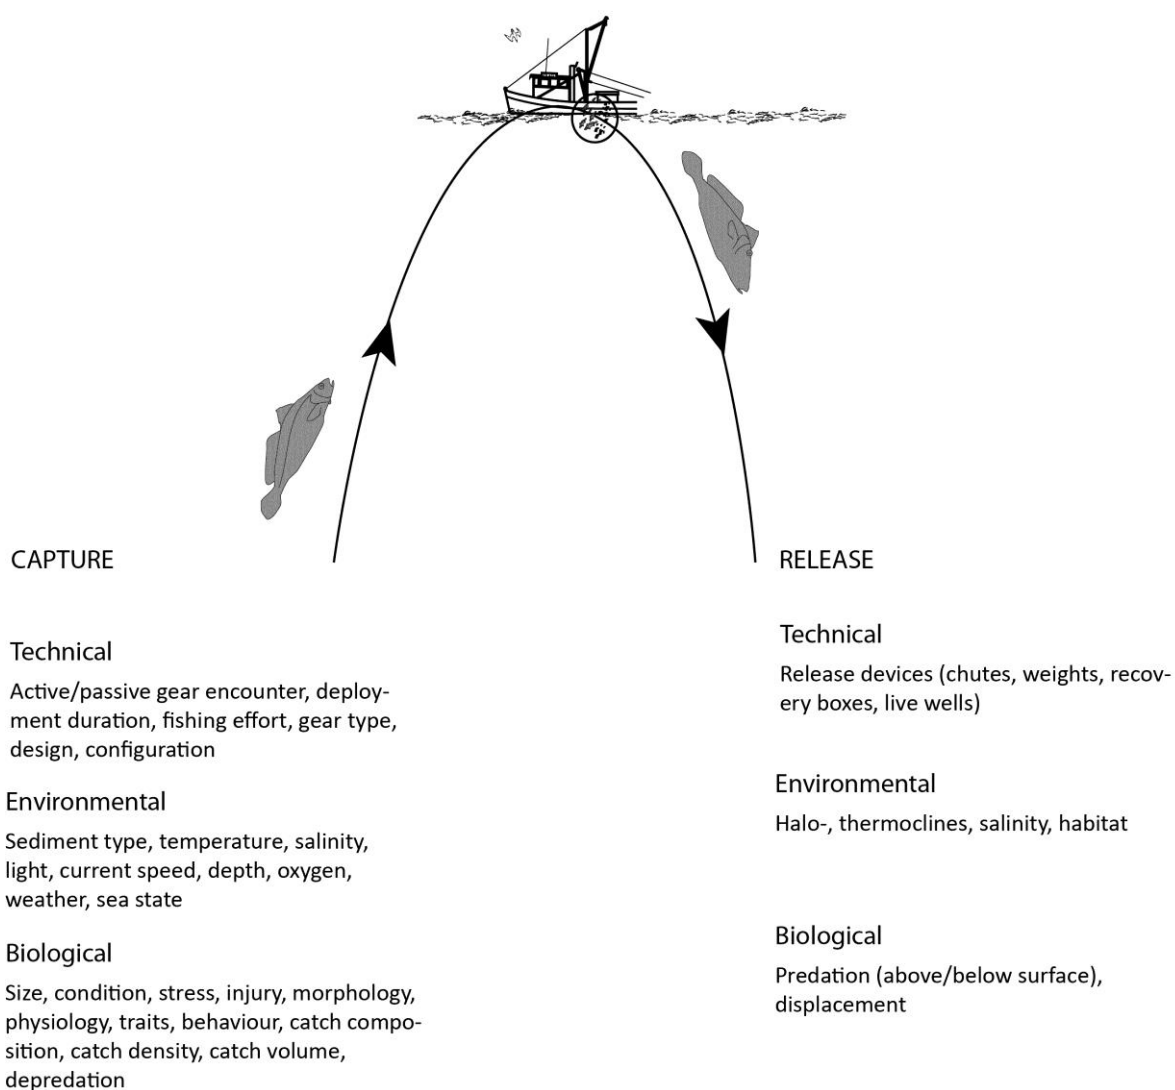 CAPTURE
Technical
Active/passive gear encounter, deploy-
ment duration, fishing effort, gear type,
design, configuration
Environmental
Sediment type, temperature, salinity,
light, current speed, depth, oxygen,
weather, sea state
Biological
Size, condition, stress, injury, morphology,
physiology, traits, behaviour, catch compo-
sition, catch density, catch volume,
depredation
RELEASE
Technical
Release devices (chutes, weights, recov-
ery boxes, live wells)
Environmental
Halo-, thermoclines, salinity, habitat
Biological
Predation (above/below surface),
displacement